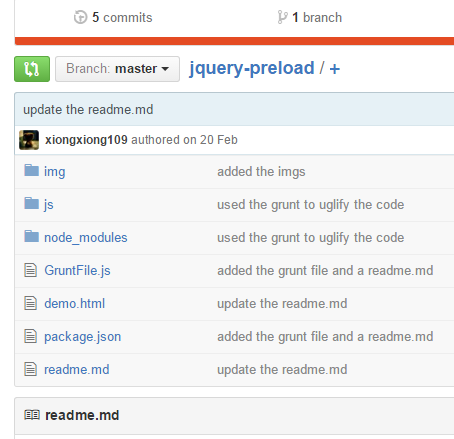 5 commits 1 branch
Branch: master jquery-preload / +
update the readme.md
xiongxiong109 authored on 20 Feb
img added the imgs
js used the grunt to uglify the code
node_modules used the grunt to uglify the code
GruntFile.js added the grunt file and a readme.md
demo.html update the readme.md
package.json added the grunt file and a readme.md
readme.md update the readme.md
readme.md